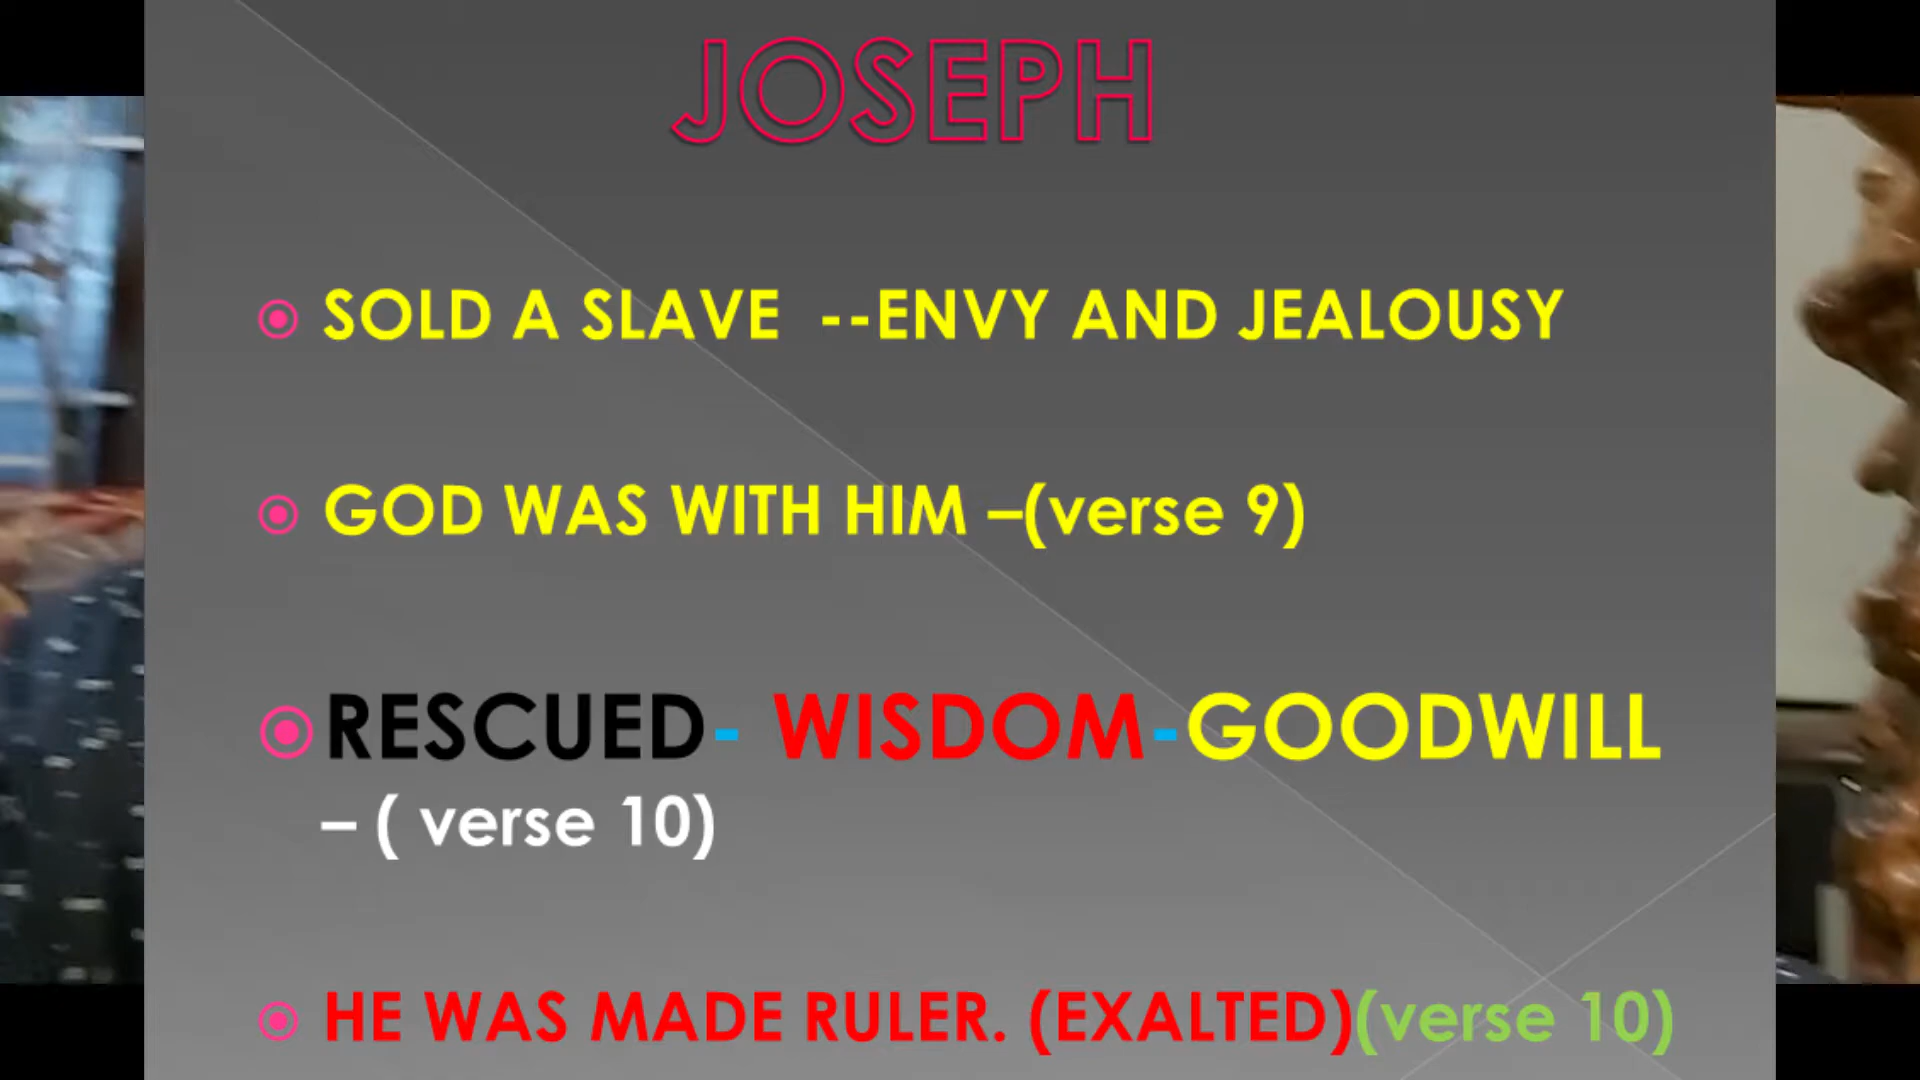 JOSEPH
SOLD A SLAVE --ENVY AND JEALOUSY
GOD WAS WITH HIM –(verse 9)
RESCUED- WISDOM-GOODWILL
– ( verse 10)
HE WAS MADE RULER. (EXALTED)(verse 10)